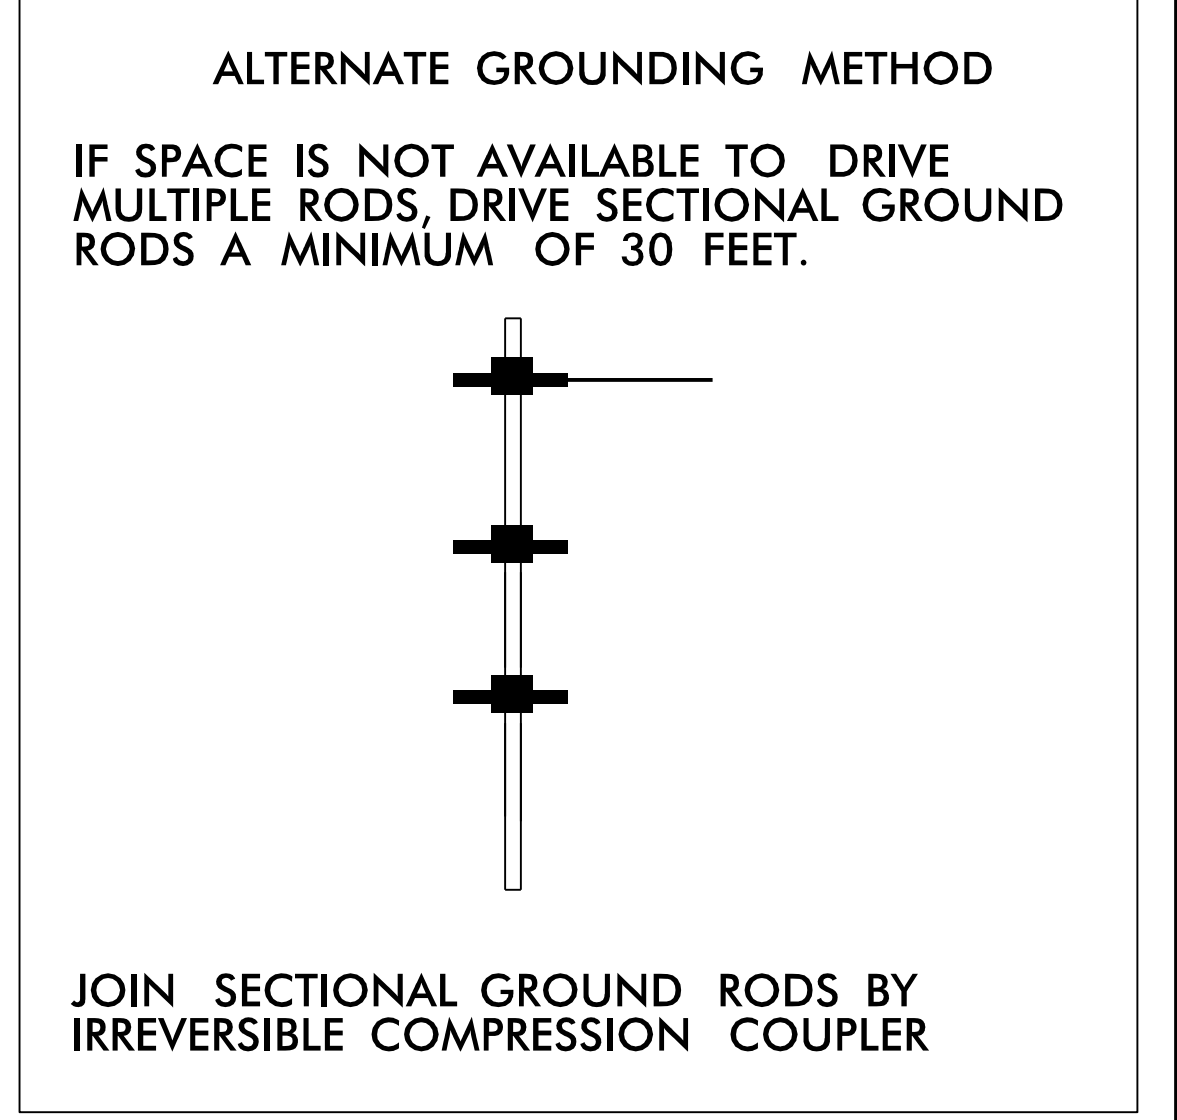 ALTERNATE GROUNDING METHOD
IF SPACE IS NOT AVAILABLE TO DRIVE
MULTIPLE RODS, DRIVE SECTIONAL GROUND
RODS A MINIMUM OF 30 FEET.
JOIN SECTIONAL GROUND RODS BY
IRREVERSIBLE COMPRESSION COUPLER